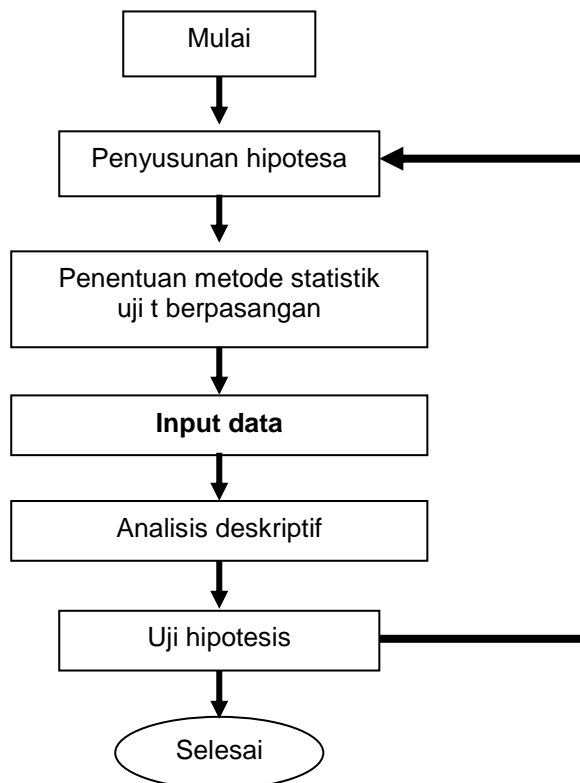 Mulai
Penyusunan hipotesa
Penentuan metode statistik
uji t berpasangan
Input data
Analisis deskriptif
Uji hipotesis
Selesai